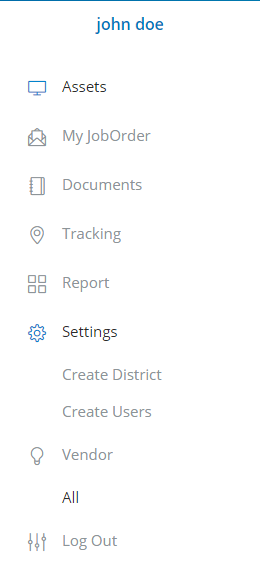 john doe
Assets
My JobOrder
Documents
Tracking
Report
Settings
Create District
Create Users
Vendor
All
Log Out